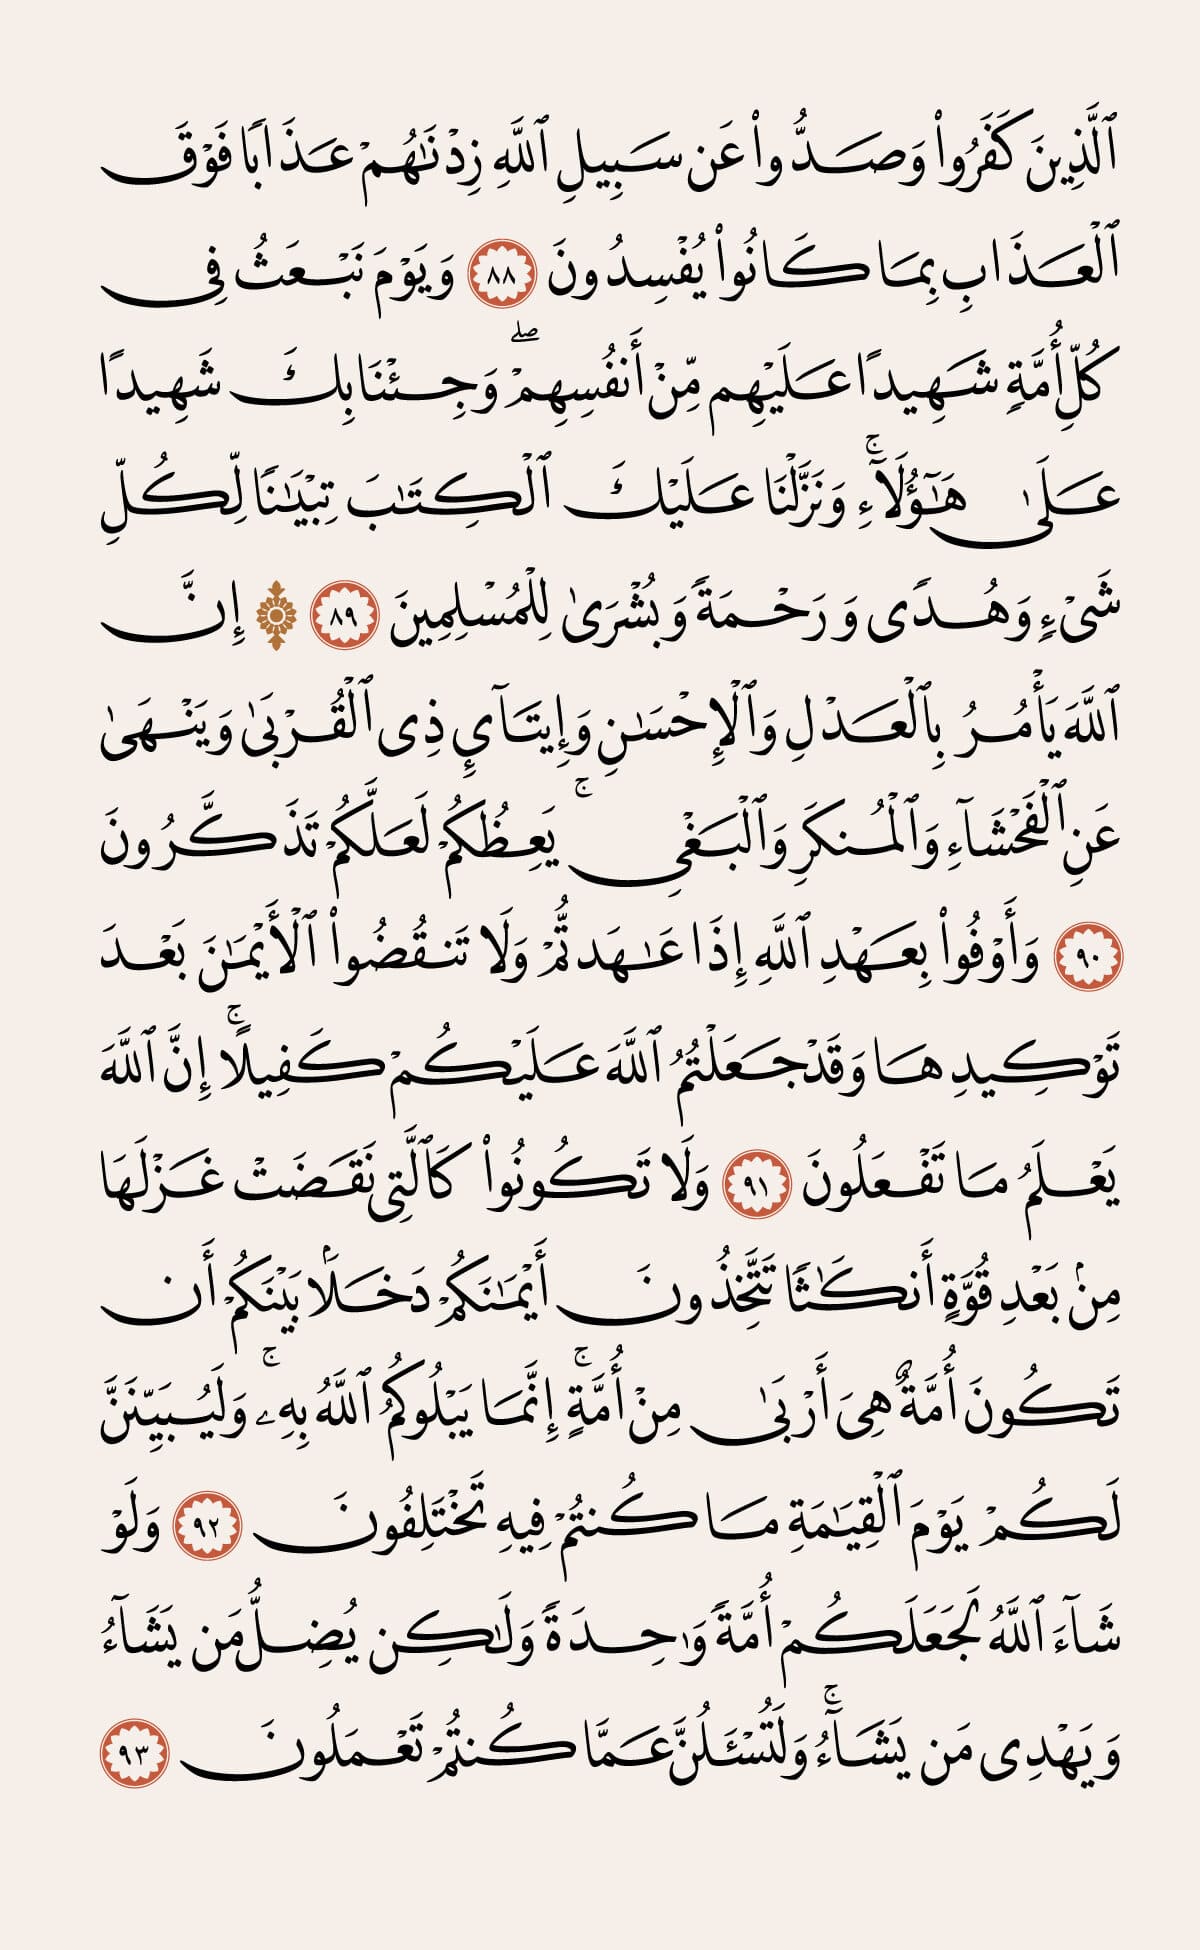 ٱلَّذِينَ كَفَرُوا۟ وَصَدُّوا۟ عَن سَبِيلِ ٱللَّهِ زِدْنَـٰهُمْ عَذَابًا فَوْقَ
ٱلْعَذَابِ بِمَا كَانُوا۟ يُفْسِدُونَ ٨٨ وَيَوْمَ نَبْعَثُ فِى
كُلِّ أُمَّةٍ شَهِيدًا عَلَيْهِم مِّنْ أَنفُسِهِمْ ۖ وَجِئْنَا بِكَ شَهِيدًا
عَلَىٰ هَـٰٓؤُلَآءِ ۚ وَنَزَّلْنَا عَلَيْكَ ٱلْكِتَـٰبَ تِبْيَـٰنًا لِّكُلِّ
شَىْءٍ وَهُدًى وَرَحْمَةً وَبُشْرَىٰ لِلْمُسْلِمِينَ ٨٩ ۞ إِنَّ
ٱللَّهَ يَأْمُرُ بِٱلْعَدْلِ وَٱلْإِحْسَـٰنِ وَإِيتَآئِ ذِى ٱلْقُرْبَىٰ وَيَنْهَىٰ
عَنِ ٱلْفَحْشَآءِ وَٱلْمُنكَرِ وَٱلْبَغْىِ ۚ يَعِظُكُمْ لَعَلَّكُمْ تَذَكَّرُونَ
٩٠ وَأَوْفُوا۟ بِعَهْدِ ٱللَّهِ إِذَا عَـٰهَدتُّمْ وَلَا تَنقُضُوا۟ ٱلْأَيْمَـٰنَ بَعْدَ
تَوْكِيدِهَا وَقَدْ جَعَلْتُمُ ٱللَّهَ عَلَيْكُمْ كَفِيلًا ۚ إِنَّ ٱللَّهَ
يَعْلَمُ مَا تَفْعَلُونَ ٩١ وَلَا تَكُونُوا۟ كَٱلَّتِى نَقَضَتْ غَزْلَهَا
مِنۢ بَعْدِ قُوَّةٍ أَنكَـٰثًا تَتَّخِذُونَ أَيْمَـٰنَكُمْ دَخَلًۢا بَيْنَكُمْ أَن
تَكُونَ أُمَّةٌ هِىَ أَرْبَىٰ مِنْ أُمَّةٍ ۚ إِنَّمَا يَبْلُوكُمُ ٱللَّهُ بِهِۦ ۚ وَلَيُبَيِّنَنَّ
لَكُمْ يَوْمَ ٱلْقِيَـٰمَةِ مَا كُنتُمْ فِيهِ تَخْتَلِفُونَ ٩٢ وَلَوْ
شَآءَ ٱللَّهُ لَجَعَلَكُمْ أُمَّةً وَٰحِدَةً وَلَـٰكِن يُضِلُّ مَن يَشَآءُ
وَيَهْدِى مَن يَشَآءُ ۚ وَلَتُسْـَٔلُنَّ عَمَّا كُنتُمْ تَعْمَلُونَ ٩٣